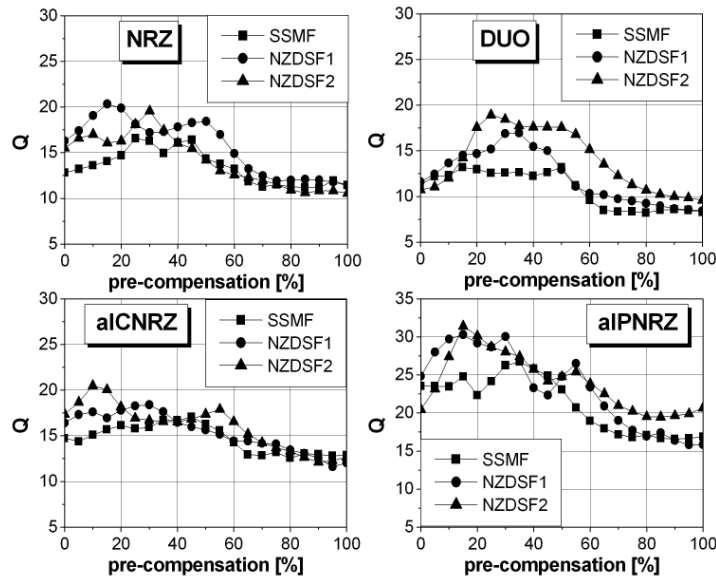 NRZ
SSMF
NZDSF1
NZDSF2
30
25
20
15
10
5
Q
0 20 40 60 80 100
pre-compensation [%]
DUO
SSMF
NZDSF1
NZDSF2
30
25
20
15
10
5
Q
0 20 40 60 80 100
pre-compensation [%]
alCNRZ
SSMF
NZDSF1
NZDSF2
30
25
20
15
10
5
Q
0 20 40 60 80 100
pre-compensation [%]
alPNRZ
SSMF
NZDSF1
NZDSF2
35
30
25
20
15
10
5
Q
0 20 40 60 80 100
pre-compensation [%]